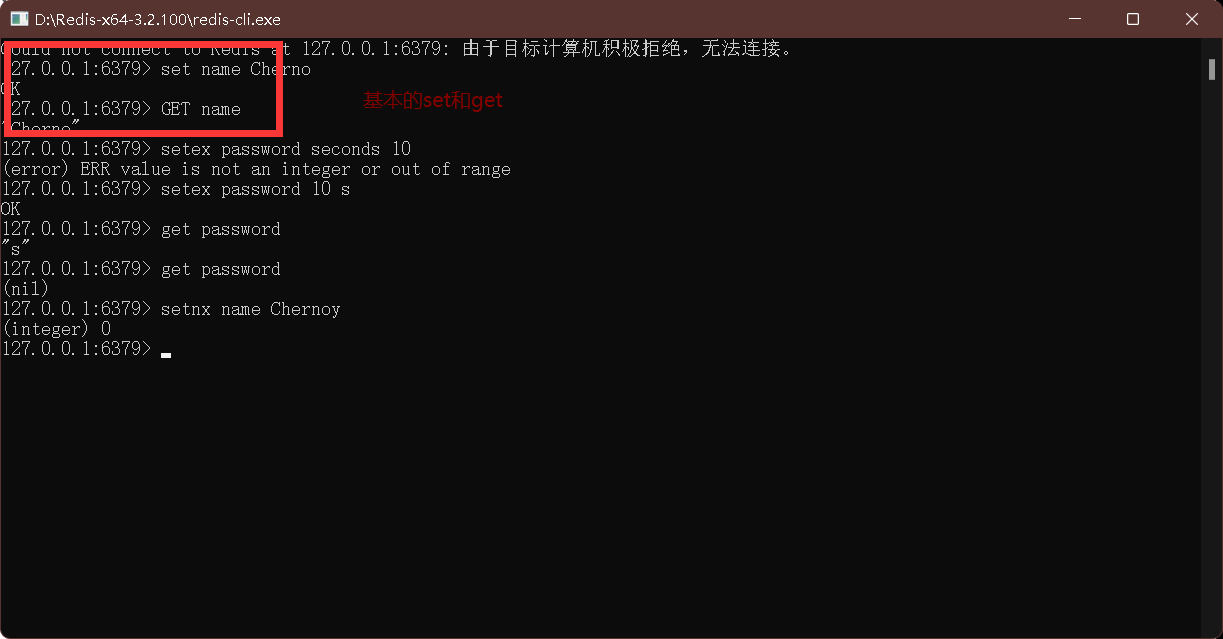 D:\Redis-x64-3.2.100\redis-cli.exe
Could not connect to Redis at 127.0.0.1:6379: 由于目标计算机积极拒绝，无法连接。
127.0.0.1:6379> set name Cherno
OK
127.0.0.1:6379> GET name
基本的set和get
"Cherno"
127.0.0.1:6379> setex password seconds 10
(error) ERR value is not an integer or out of range
127.0.0.1:6379> setex password 10 s
OK
127.0.0.1:6379> get password
"s"
127.0.0.1:6379> get password
(nil)
127.0.0.1:6379> setnx name Chernoy
(integer) 0
127.0.0.1:6379>